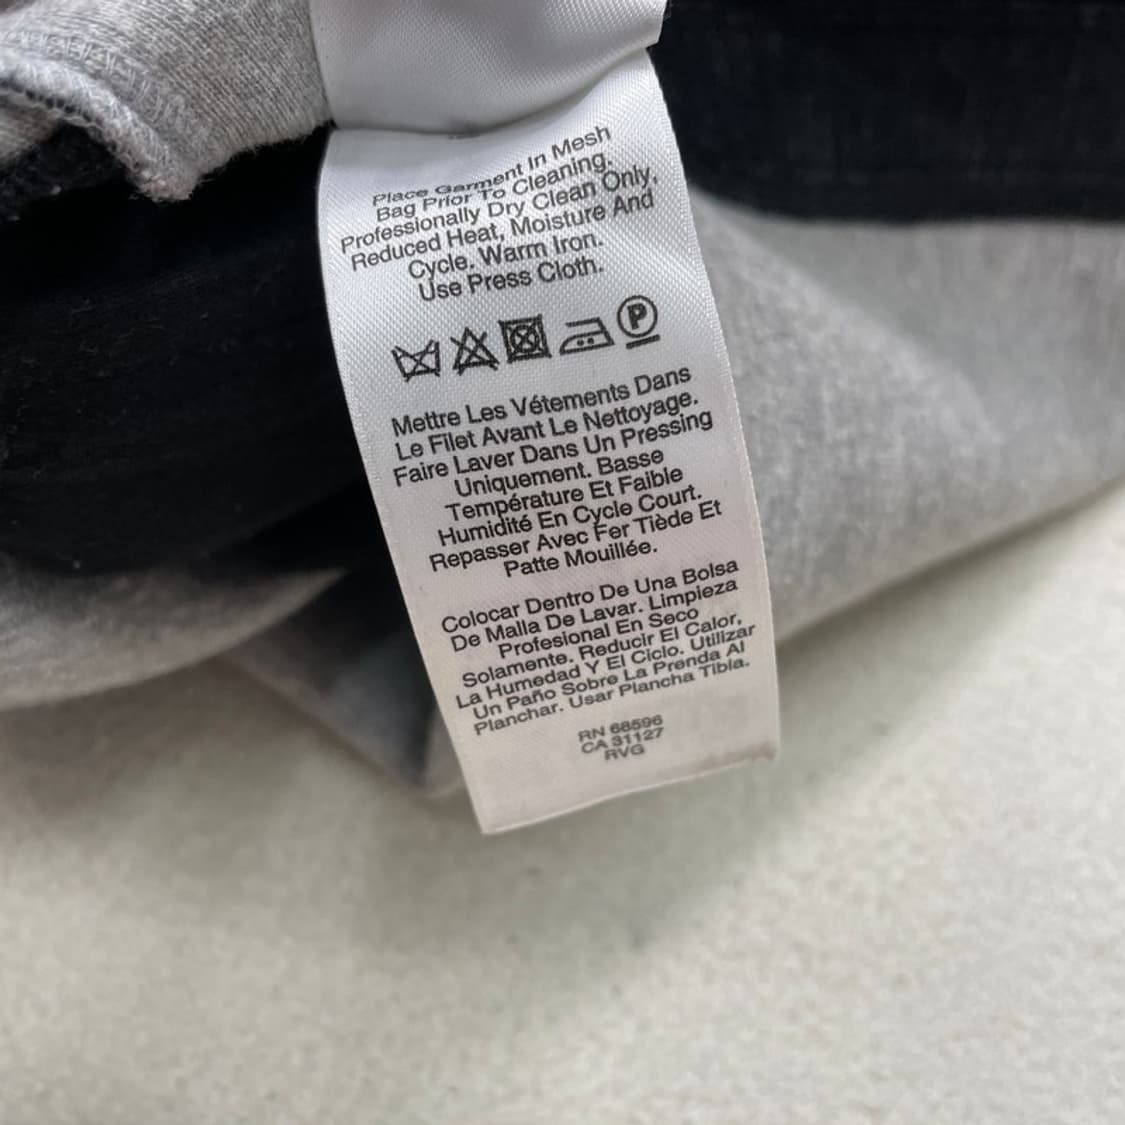 Place Garment In Mesh
Bag Prior To Cleaning.
Professionally Dry Clean Only,
Reduced Heat, Moisture And
Cycle. Warm Iron.
Use Press Cloth.
P
Mettre Les Vétements Dans
Le Filet Avant Le Nettoyage.
Faire Laver Dans Un Pressing
Uniquement. Basse
Température Et Faible
Humidité En Cycle Court.
Repasser Avec Fer Tiède Et
Patte Mouillée.
Colocar Dentro De Una Bolsa
De Malla De Lavar. Limpieza
Profesional En Seco
Solamente. Reducir El Calor,
La Humedad Y El Ciclo. Utilizar
Un Paño Sobre La Prenda Al
Planchar. Usar Plancha Tibia.
RN 68596
CA 31127
RVG